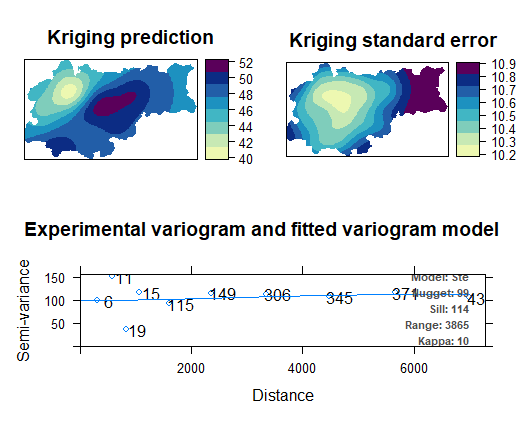 Kriging prediction
52
50
48
46
44
42
40
Kriging standard error
10.9
10.8
10.7
10.6
10.5
10.4
10.3
10.2
Experimental variogram and fitted variogram model
Semi-variance
150
100
50
11
6
15
19
115
149
306
345
371
43
Model: Ste
Nugget: 99
Sill: 114
Range: 3865
Kappa: 10
2000 4000 6000
Distance